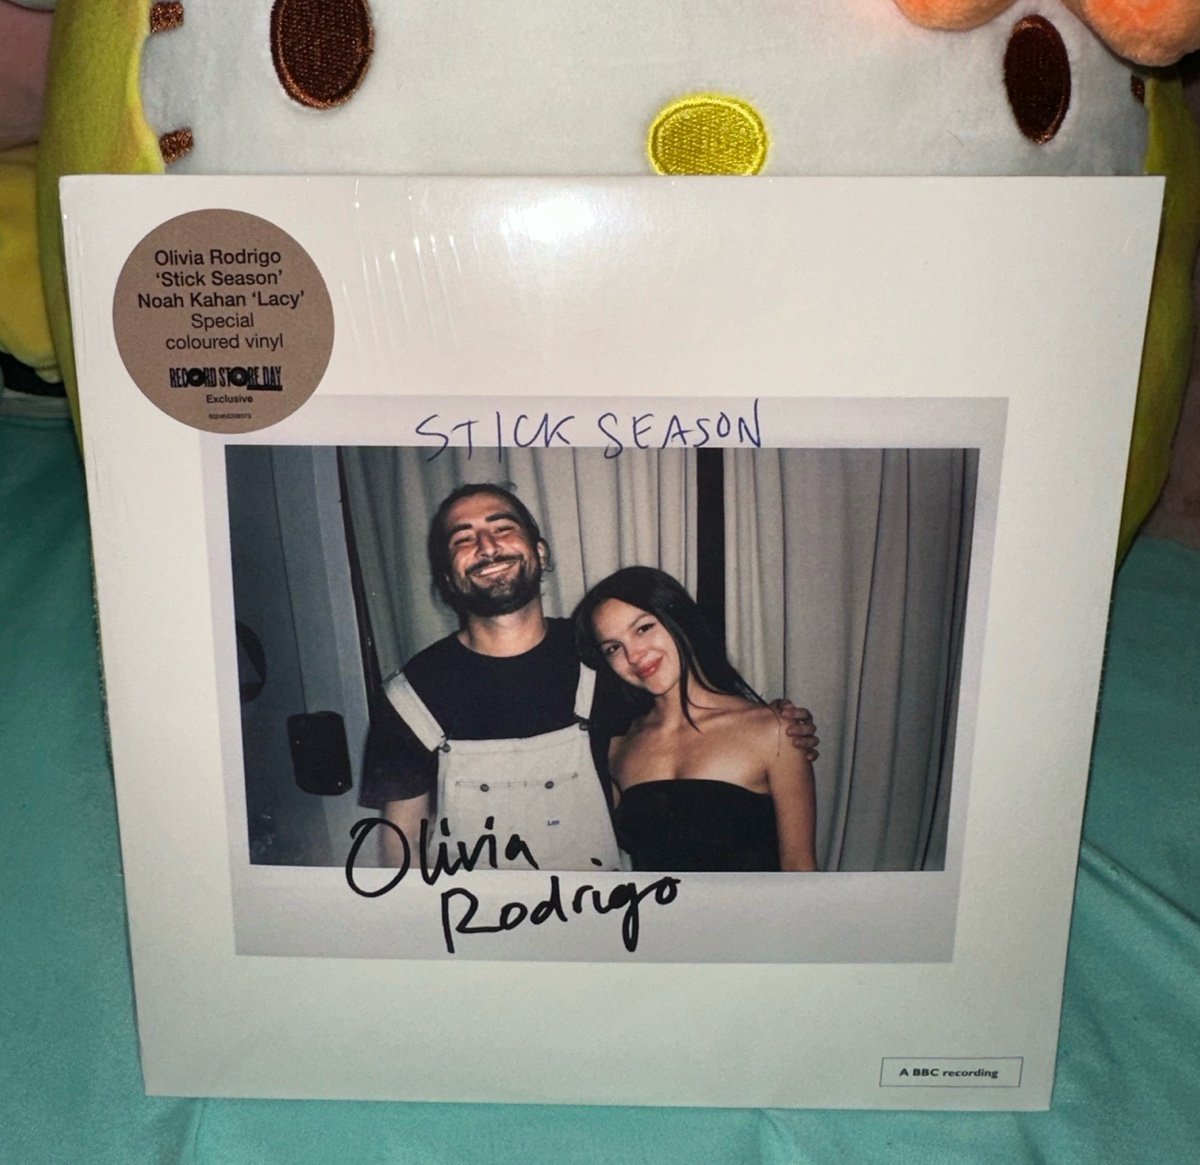 Olivia Rodrigo
‘Stick Season’
Noah Kahan ‘Lacy’
Special
coloured vinyl
RECORD STORE DAY
Exclusive
STICK SEASON
Lee
Olivia
Rodrigo
A BBC recording